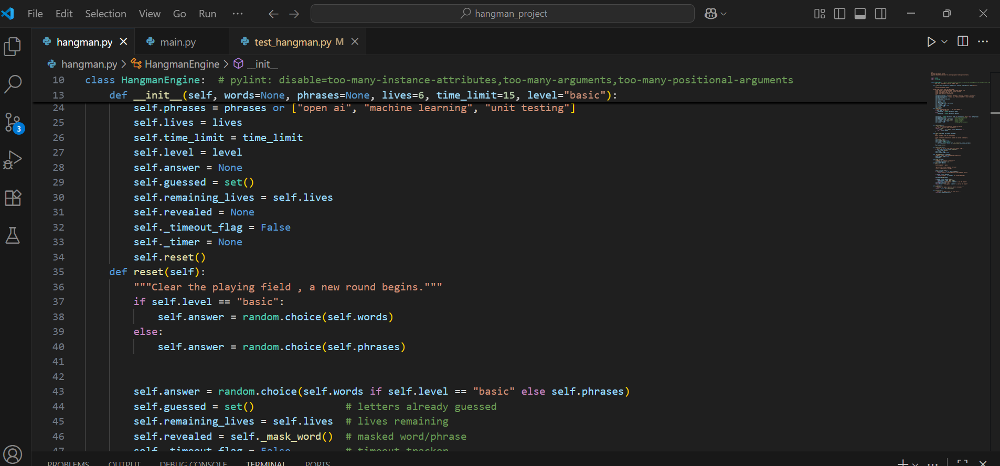 File Edit Selection View Go Run ··· hangman_project
hangman.py main.py test_hangman.py M
hangman.py > HangmanEngine > __init__
10 class HangmanEngine: # pylint: disable=too-many-instance-attributes,too-many-arguments,too-many-positional-arguments
13 def __init__(self, words=None, phrases=None, lives=6, time_limit=15, level="basic"):
24 self.phrases = phrases or ["open ai", "machine learning", "unit testing"]
25 self.lives = lives
26 self.time_limit = time_limit
27 self.level = level
28 self.answer = None
29 self.guessed = set()
30 self.remaining_lives = self.lives
31 self.revealed = None
32 self._timeout_flag = False
33 self._timer = None
34 self.reset()
35 def reset(self):
36 """Clear the playing field , a new round begins."""
37 if self.level == "basic":
38 self.answer = random.choice(self.words)
39 else:
40 self.answer = random.choice(self.phrases)
41
42
43 self.answer = random.choice(self.words if self.level == "basic" else self.phrases)
44 self.guessed = set() # letters already guessed
45 self.remaining_lives = self.lives # lives remaining
46 self.revealed = self._mask_word() # masked word/phrase
47 self._timeout_flag = False # timeout tracker
PROBLEMS OUTPUT DEBUG CONSOLE TERMINAL PORTS
3